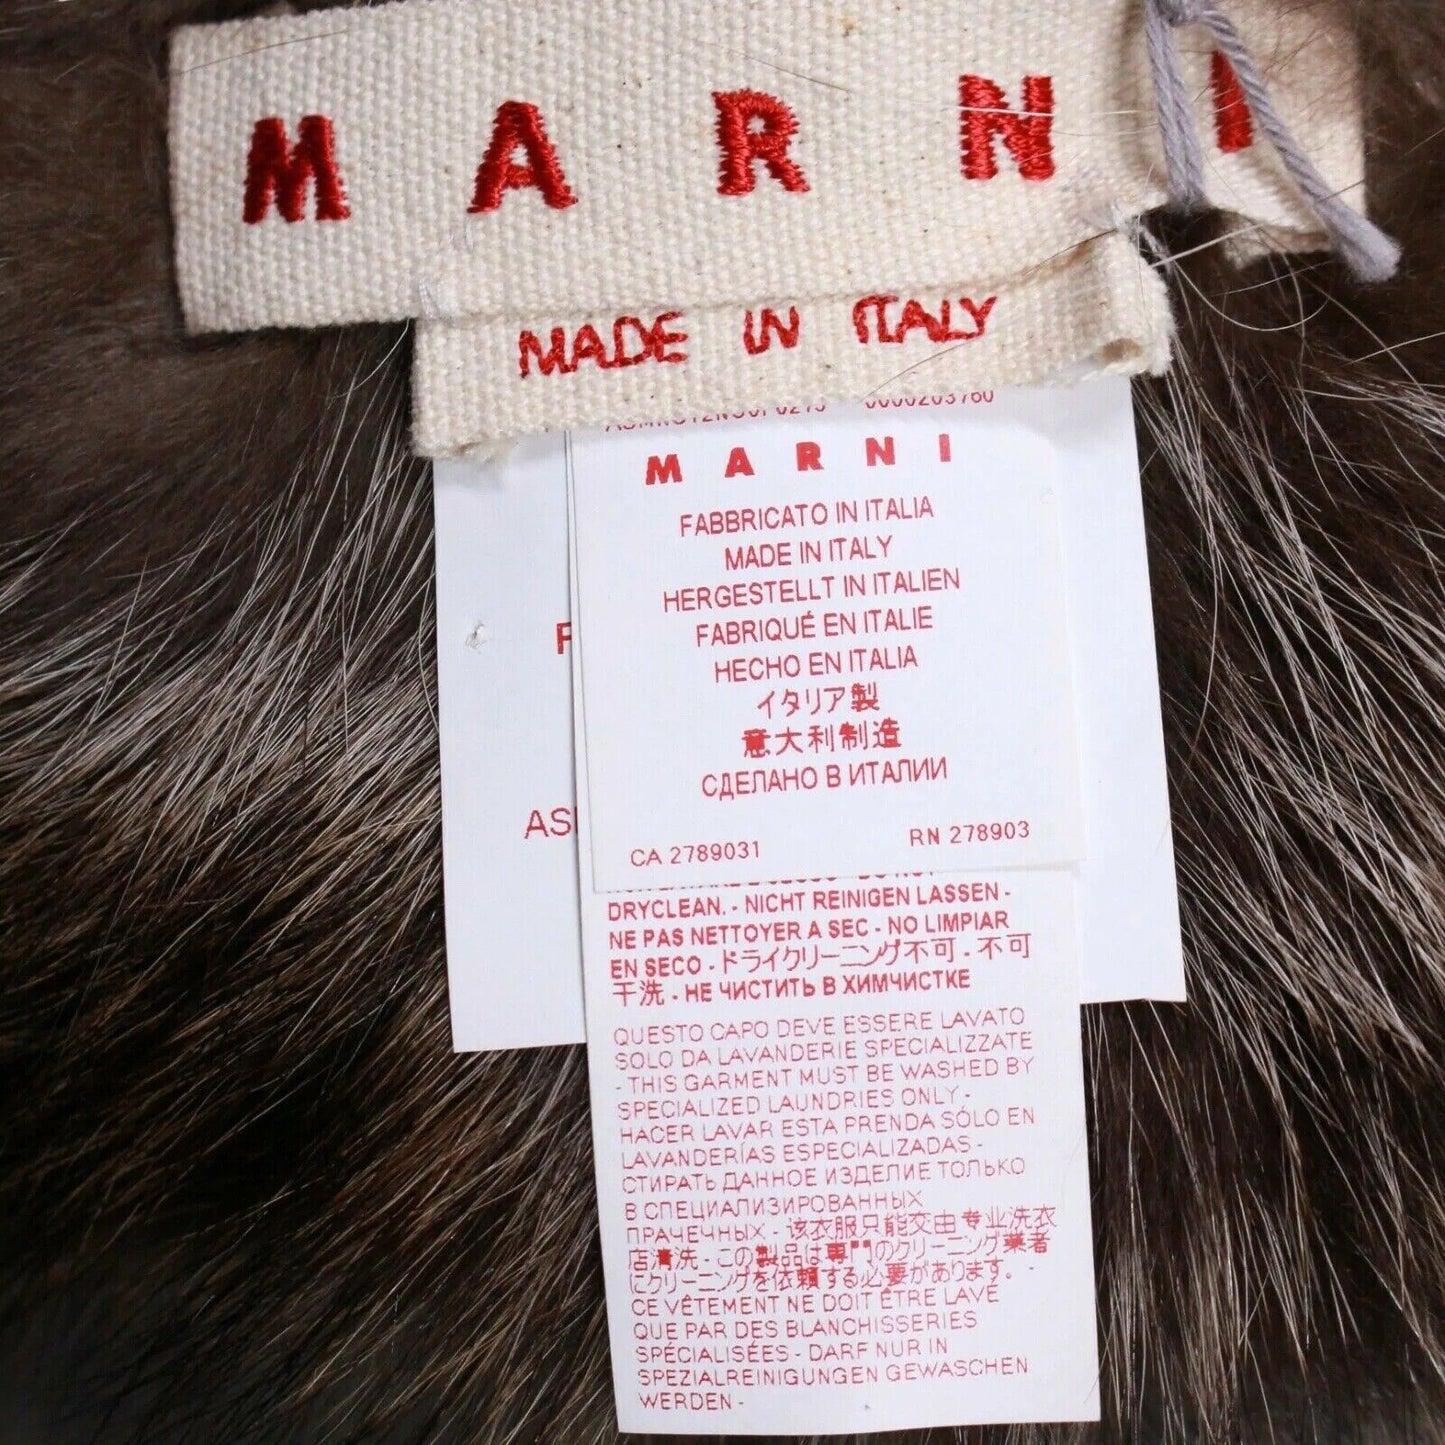 MARNI
MADE IN ITALY
0000203760
MARNI
FABBRICATO IN ITALIA
MADE IN ITALY
HERGESTELLT IN ITALIEN
FABRIQUÉ EN ITALIE
HECHO EN ITALIA
イタリア製
意大利制造
СДЕЛАНО В ИТАЛИИ
CA 2789031 RN 278903
AS
DRYCLEAN. - NICHT REINIGEN LASSEN -
NE PAS NETTOYER A SEC - NO LIMPIAR
EN SECO - ドライクリーニング不可 - 不可
干洗 - НЕ ЧИСТИТЬ В ХИМЧИСТКЕ
QUESTO CAPO DEVE ESSERE LAVATO
SOLO DA LAVANDERIE SPECIALIZZATE
- THIS GARMENT MUST BE WASHED BY
SPECIALIZED LAUNDRIES ONLY -
HACER LAVAR ESTA PRENDA SÓLO EN
LAVANDERÍAS ESPECIALIZADAS -
СТИРАТЬ ДАННОЕ ИЗДЕЛИЕ ТОЛЬКО
В СПЕЦИАЛИЗИРОВАННЫХ
ПРАЧЕЧНЫХ - 该衣服只能交由专业洗衣
店清洗 - この製品は専門のクリーニング業者
にクリーニングを依頼する必要があります。 -
CE VÊTEMENT NE DOIT ÊTRE LAVÉ
QUE PAR DES BLANCHISSERIES
SPÉCIALISÉES - DARF NUR IN
SPEZIALREINIGUNGEN GEWASCHEN
WERDEN -